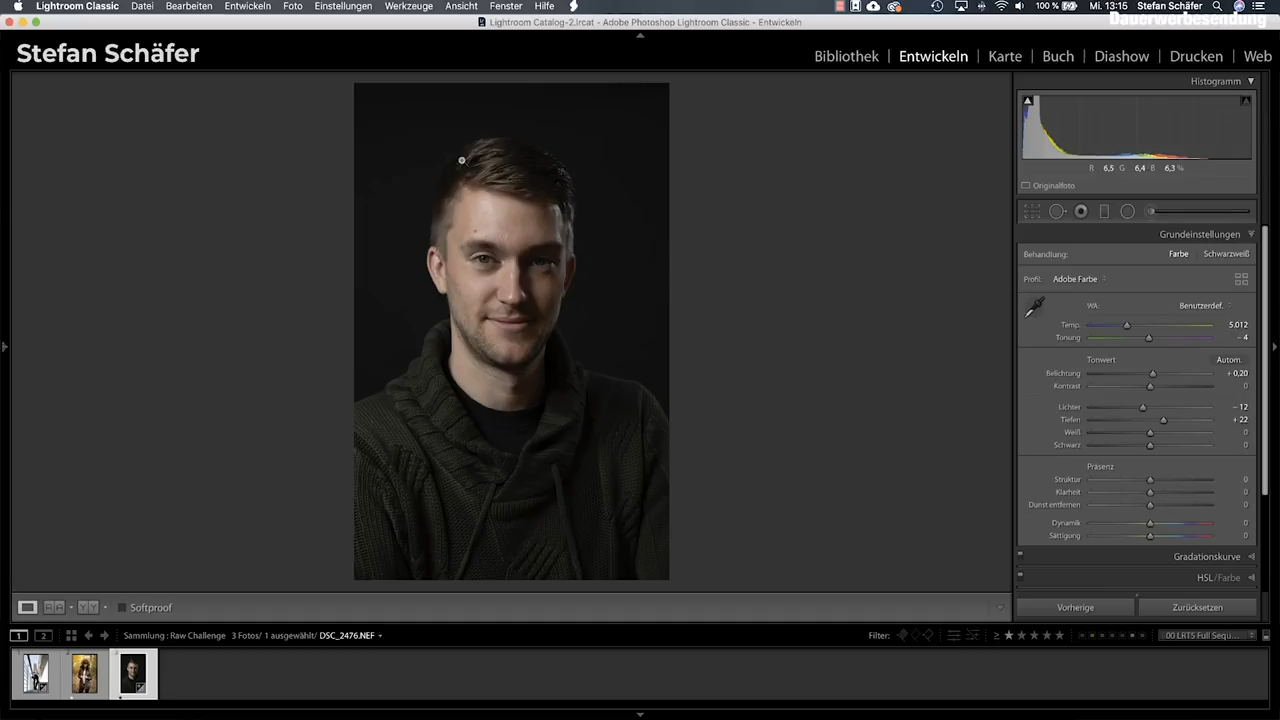 Lightroom Classic Datei Bearbeiten Entwickeln Foto Einstellungen Werkzeuge Ansicht Fenster Hilfe 100 % Mi. 13:15 Stefan Schäfer
Dauerwerbesendung
Lightroom Catalog-2.lrcat - Adobe Photoshop Lightroom Classic - Entwickeln
Stefan Schäfer
Bibliothek | Entwickeln | Karte | Buch | Diashow | Drucken | Web
Histogramm
R 6,5 G 6,4 B 6,3 %
Originalfoto
Grundeinstellungen
Behandlung: Farbe Schwarzweiß
Profil: Adobe Farbe
WA: Benutzerdef.
Temp. 5.012
Tonung – 4
Tonwert Autom.
Belichtung + 0,20
Kontrast 0
Lichter – 12
Tiefen + 22
Weiß 0
Schwarz 0
Präsenz
Struktur 0
Klarheit 0
Dunst entfernen 0
Dynamik 0
Sättigung 0
Gradationskurve
HSL / Farbe
RA YY Softproof
Vorherige Zurücksetzen
1 2 Sammlung : Raw Challenge 3 Fotos/ 1 ausgewählt/ DSC_2476.NEF Filter: ≥ ★★★★★ 00 LRT5 Full Sequ...